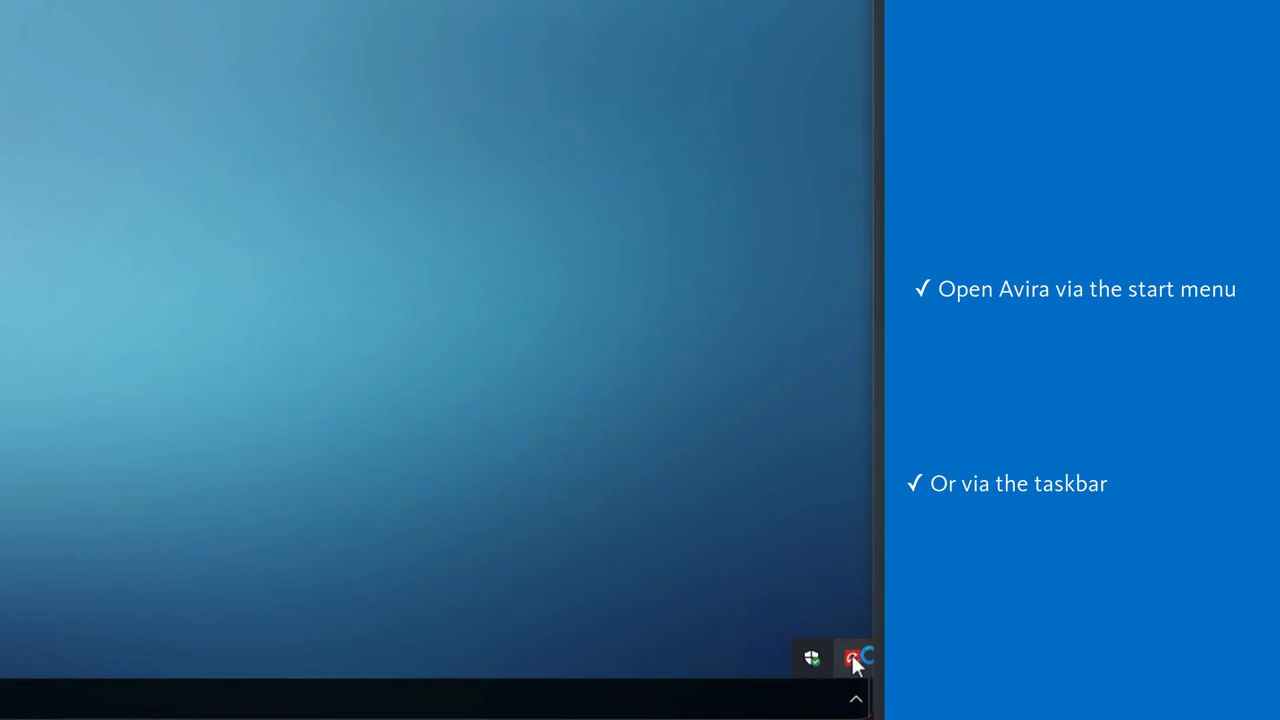 ✓ Open Avira via the start menu
✓ Or via the taskbar